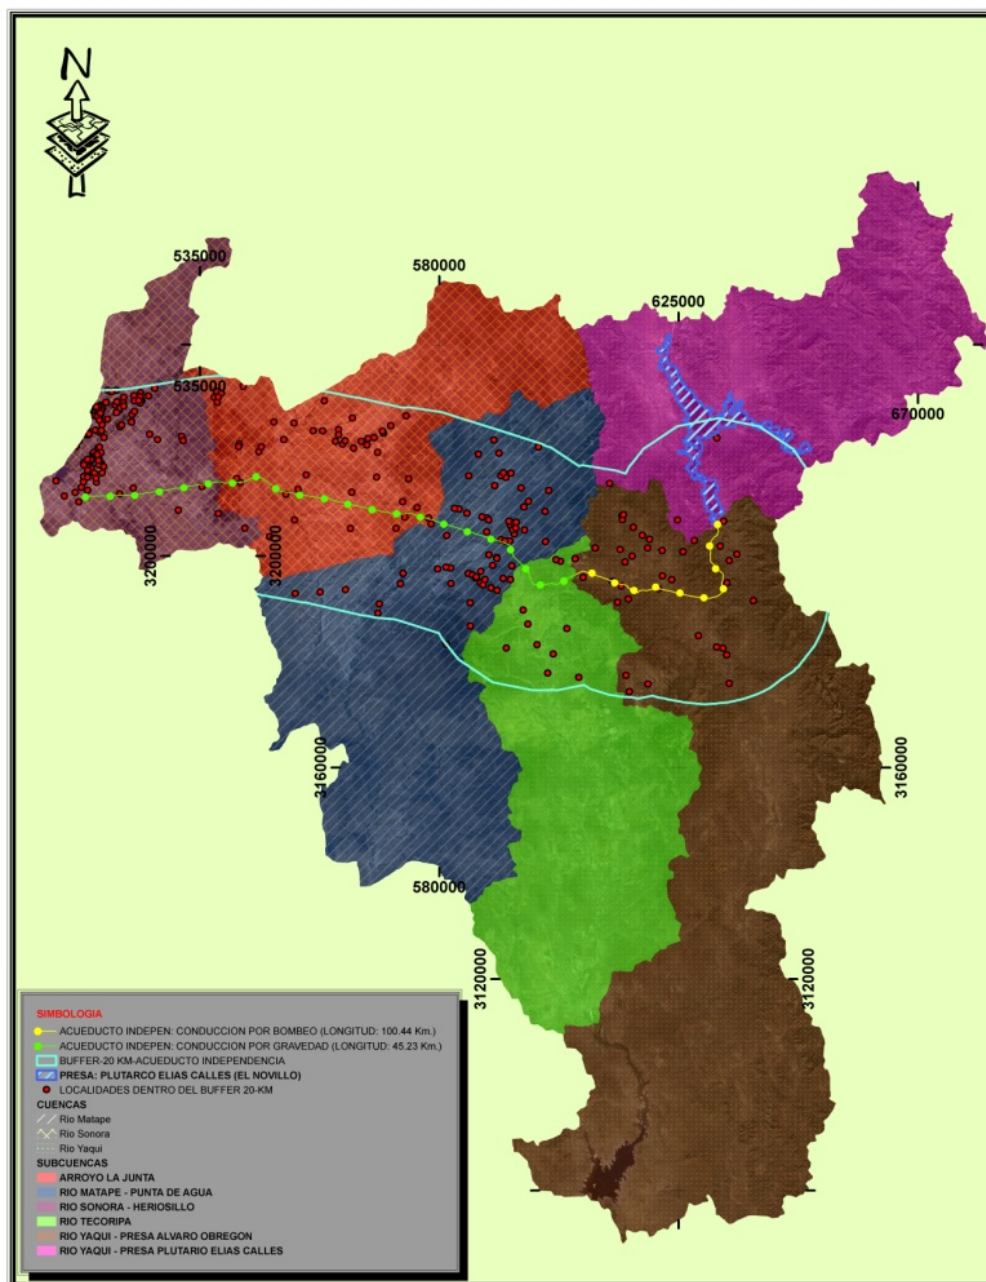 N
535000
580000
625000
535000
670000
3200000
3200000
3160000
3160000
580000
3120000
3120000
SIMBOLOGIA
ACUEDUCTO INDEPEN: CONDUCCION POR BOMBEO (LONGITUD: 100.44 Km.)
ACUEDUCTO INDEPEN: CONDUCCION POR GRAVEDAD (LONGITUD: 45.23 Km.)
BUFFER-20 KM-ACUEDUCTO INDEPENDENCIA
PRESA: PLUTARCO ELIAS CALLES (EL NOVILLO)
LOCALIDADES DENTRO DEL BUFFER 20-KM
CUENCAS
Rio Matape
Rio Sonora
Rio Yaqui
SUBCUENCAS
ARROYO LA JUNTA
RIO MATAPE - PUNTA DE AGUA
RIO SONORA - HERIOSILLO
RIO TECORIPA
RIO YAQUI - PRESA ALVARO OBREGON
RIO YAQUI - PRESA PLUTARIO ELIAS CALLES